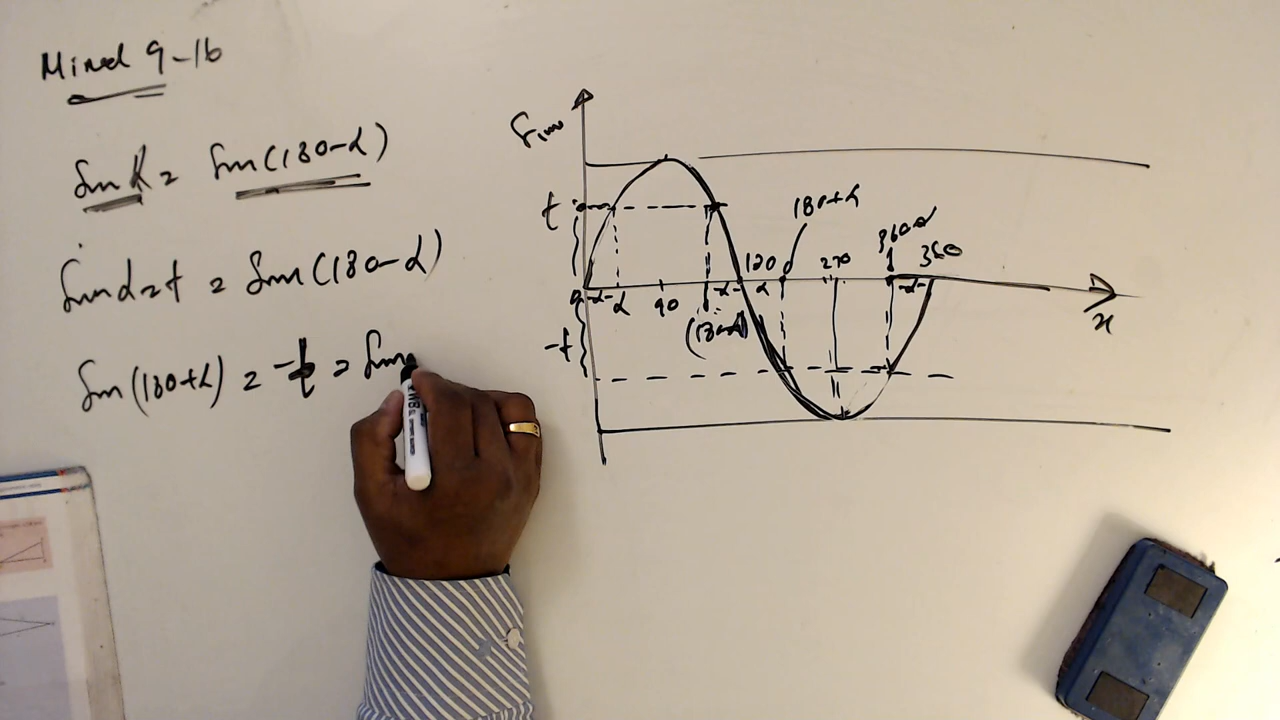 Mixed 9-16
Sin α = Sin(180-α)
Sin α = t = Sin(180-α)
Sin(180+α) = -t = Sin
Sin x
t
180+α
360-α
180
270
360
0
-α-
α
90
(180-α)
-α-
α
-α-
x
-t